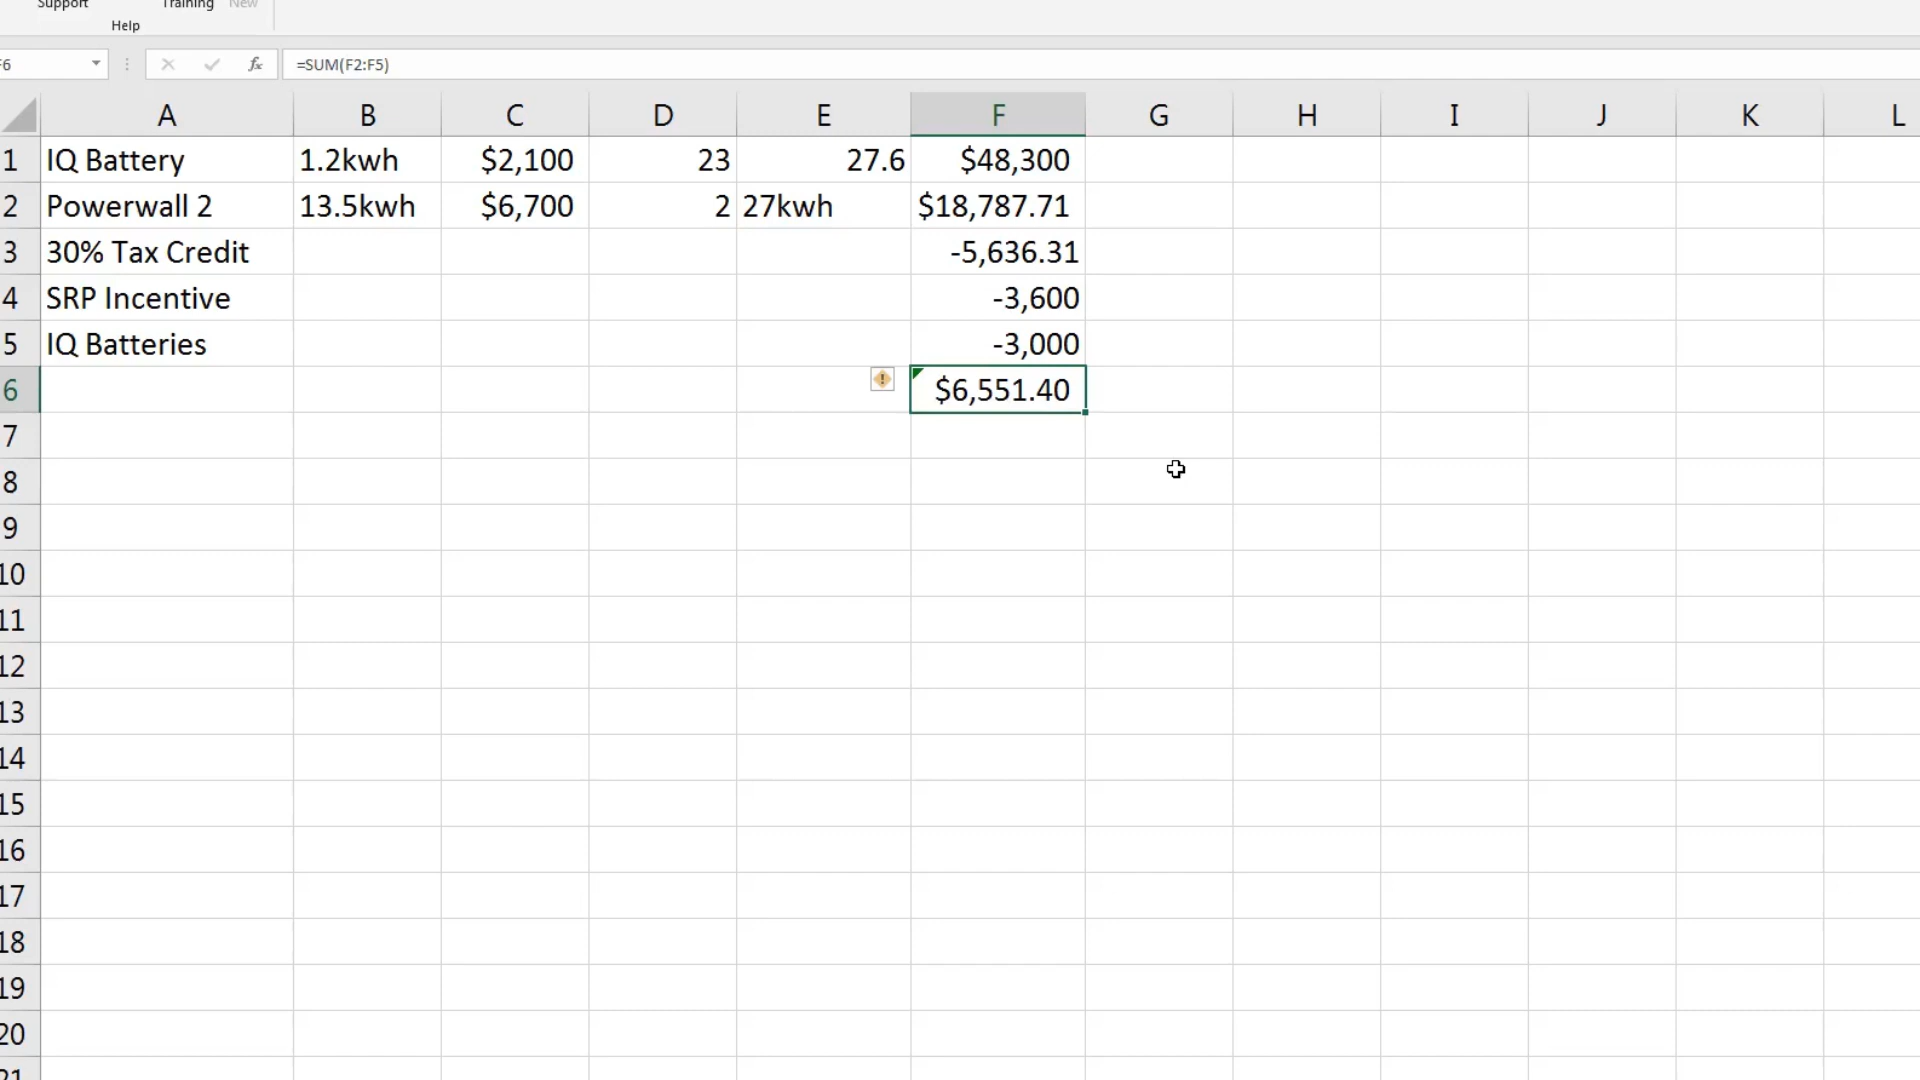 Support Training New
Help
F6 =SUM(F2:F5)
A B C D E F G H I J K L
1 IQ Battery 1.2kwh $2,100 23 27.6 $48,300
2 Powerwall 2 13.5kwh $6,700 2 27kwh $18,787.71
3 30% Tax Credit -5,636.31
4 SRP Incentive -3,600
5 IQ Batteries -3,000
6 $6,551.40
7
8
9
10
11
12
13
14
15
16
17
18
19
20
21